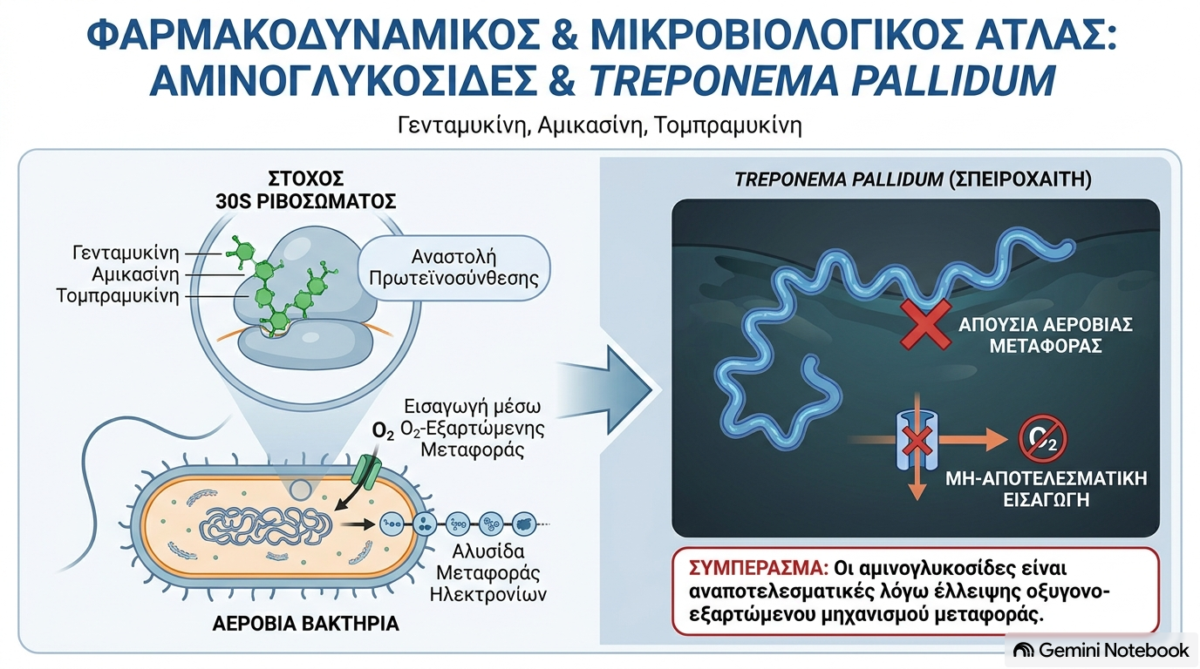 ΦΑΡΜΑΚΟΔΥΝΑΜΙΚΟΣ & ΜΙΚΡΟΒΙΟΛΟΓΙΚΟΣ ΑΤΛΑΣ:
ΑΜΙΝΟΓΛΥΚΟΣΙΔΕΣ & TREPONEMA PALLIDUM
Γενταμυκίνη, Αμικασίνη, Τομπραμυκίνη
ΣΤΟΧΟΣ
30S ΡΙΒΟΣΩΜΑΤΟΣ
Γενταμυκίνη
Αμικασίνη
Τομπραμυκίνη
Αναστολή
Πρωτεϊνοσύνθεσης
O₂
Εισαγωγή μέσω
O₂-Εξαρτώμενης
Μεταφοράς
Αλυσίδα
Μεταφοράς
Ηλεκτρονίων
ΑΕΡΟΒΙΑ ΒΑΚΤΗΡΙΑ
TREPONEMA PALLIDUM (ΣΠΕΙΡΟΧΑΙΤΗ)
ΑΠΟΥΣΙΑ ΑΕΡΟΒΙΑΣ
ΜΕΤΑΦΟΡΑΣ
O₂
ΜΗ-ΑΠΟΤΕΛΕΣΜΑΤΙΚΗ
ΕΙΣΑΓΩΓΗ
ΣΥΜΠΕΡΑΣΜΑ: Οι αμινογλυκοσίδες είναι
αναποτελεσματικές λόγω έλλειψης οξυγονο-
εξαρτώμενου μηχανισμού μεταφοράς.
Gemini Notebook